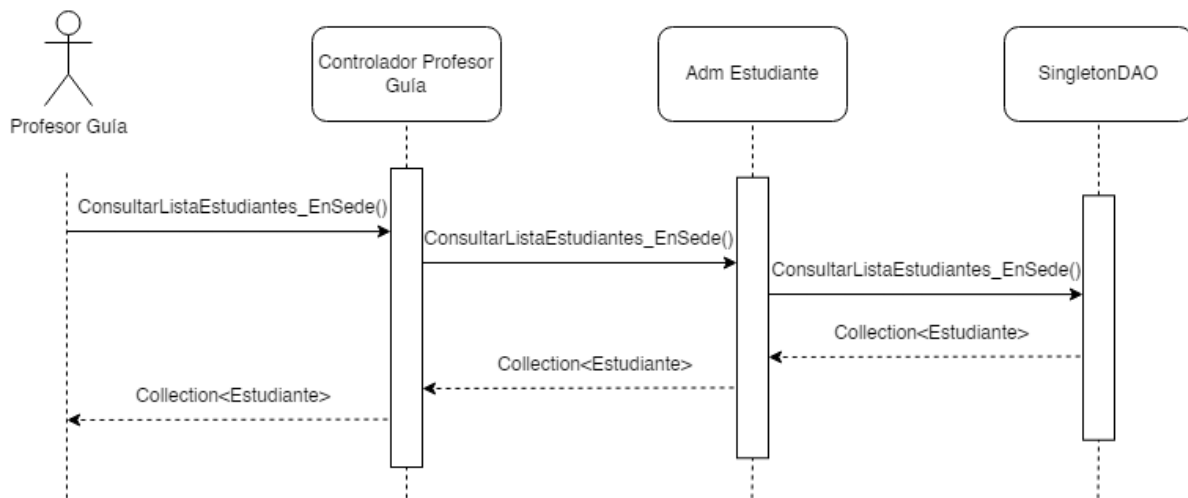 Controlador Profesor
Guía
Adm Estudiante
SingletonDAO
Profesor Guía
ConsultarListaEstudiantes_EnSede()
ConsultarListaEstudiantes_EnSede()
ConsultarListaEstudiantes_EnSede()
Collection<Estudiante>
Collection<Estudiante>
Collection<Estudiante>